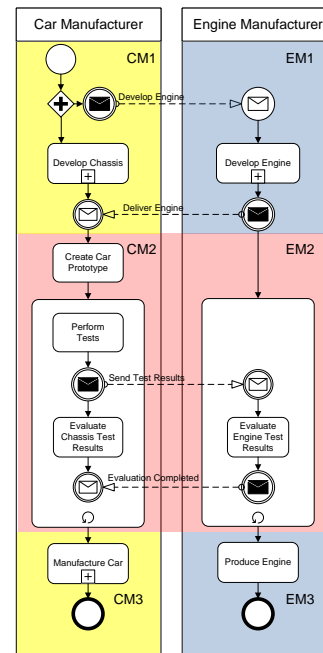 Car Manufacturer
Engine Manufacturer
CM1
EM1
Develop Engine
Develop Chassis
Develop Engine
Deliver Engine
CM2
EM2
Create Car
Prototype
Perform
Tests
Send Test Results
Evaluate
Chassis Test
Results
Evaluate
Engine Test
Results
Evaluation Completed
Manufacture Car
Produce Engine
CM3
EM3